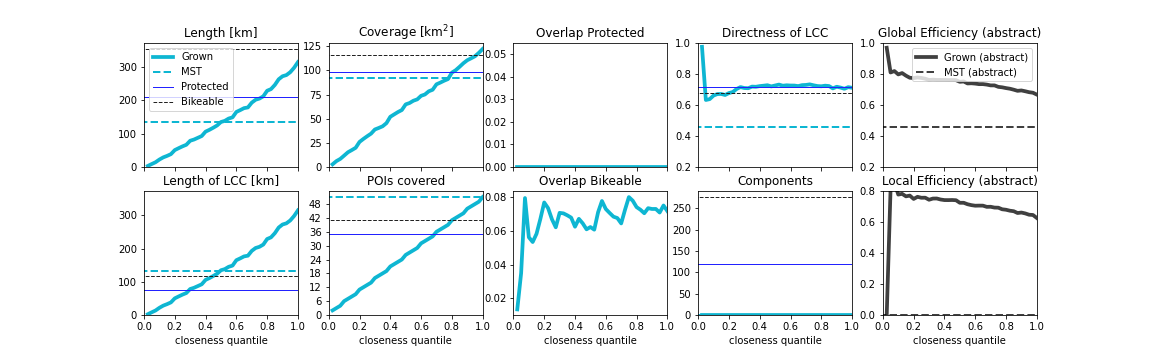 Length [km]
300
200
100
0
Grown
MST
Protected
Bikeable
Coverage [km²]
125
100
75
50
25
0
Overlap Protected
0.05
0.04
0.03
0.02
0.01
0.00
Directness of LCC
1.0
0.8
0.6
0.4
0.2
Global Efficiency (abstract)
1.0
0.8
0.6
0.4
0.2
Grown (abstract)
MST (abstract)
Length of LCC [km]
300
200
100
0
0.0 0.2 0.4 0.6 0.8 1.0
closeness quantile
POIs covered
48
42
36
30
24
18
12
6
0
0.0 0.2 0.4 0.6 0.8 1.0
closeness quantile
Overlap Bikeable
0.08
0.06
0.04
0.02
0.0 0.2 0.4 0.6 0.8 1.0
closeness quantile
Components
250
200
150
100
50
0
0.0 0.2 0.4 0.6 0.8 1.0
closeness quantile
Local Efficiency (abstract)
0.8
0.6
0.4
0.2
0.0
0.0 0.2 0.4 0.6 0.8 1.0
closeness quantile